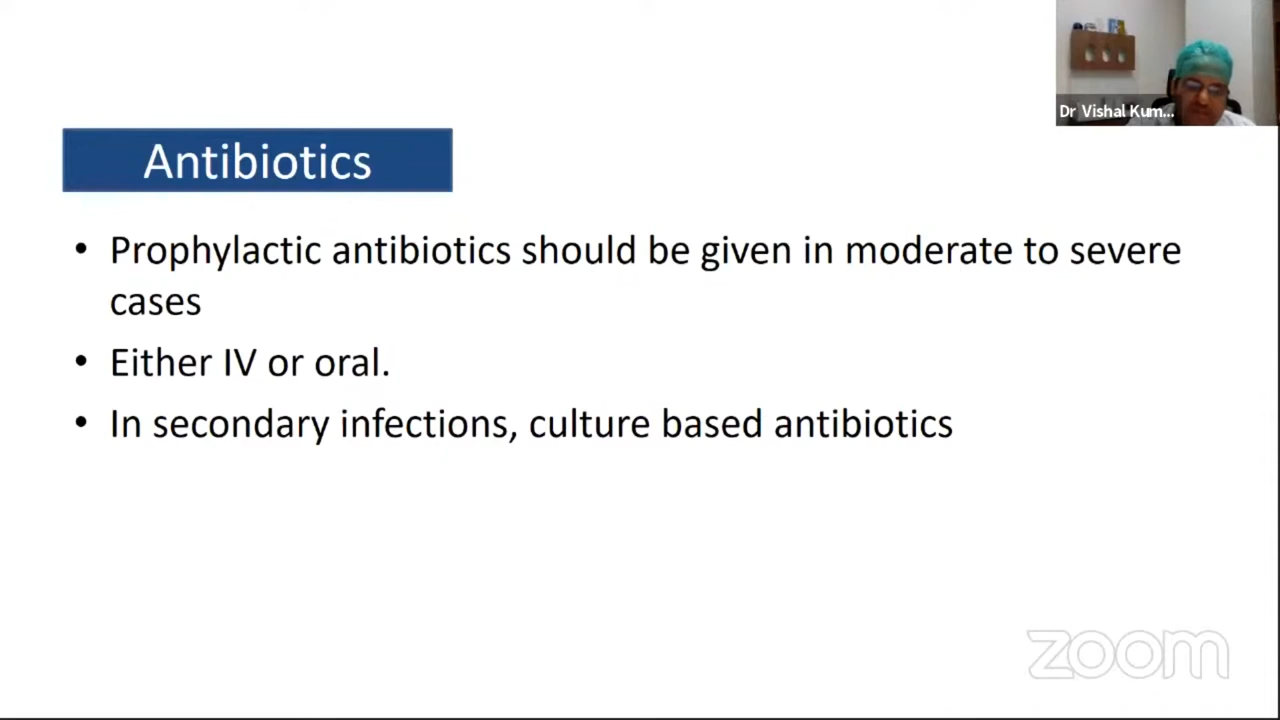 Dr Vishal Kum...
Antibiotics
• Prophylactic antibiotics should be given in moderate to severe
cases
• Either IV or oral.
• In secondary infections, culture based antibiotics
zoom